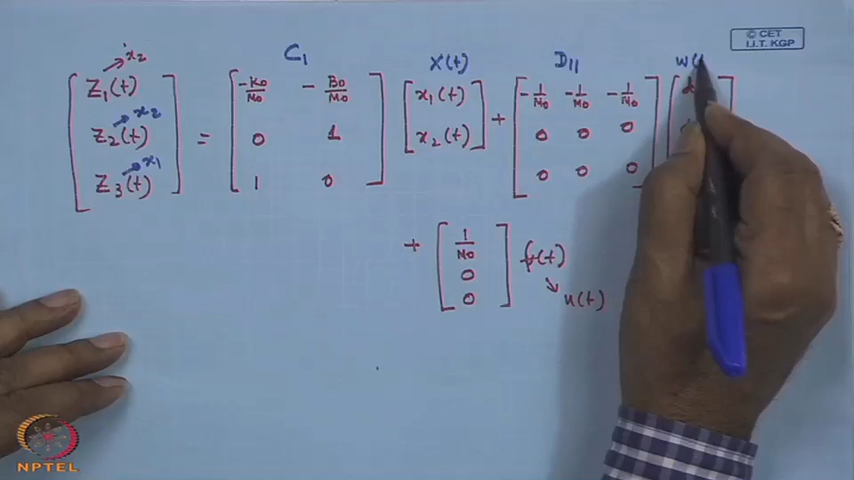 © CET
I.I.T. KGP
C₁ X(t) D₁₁ w(
[ Z₁(t) → ẋ₂ ; Z₂(t) → x₂ ; Z₃(t) → x₁ ] = [ -K0/M0 - B0/M0 ; 0 1 ; 1 0 ] [ x₁(t) ; x₂(t) ] + [ -1/M0 -1/M0 -1/M0 ; 0 0 0 ; 0 0 0 ] [
+ [ 1/M0 ; 0 ; 0 ] f(t) → u(t)
NPTEL